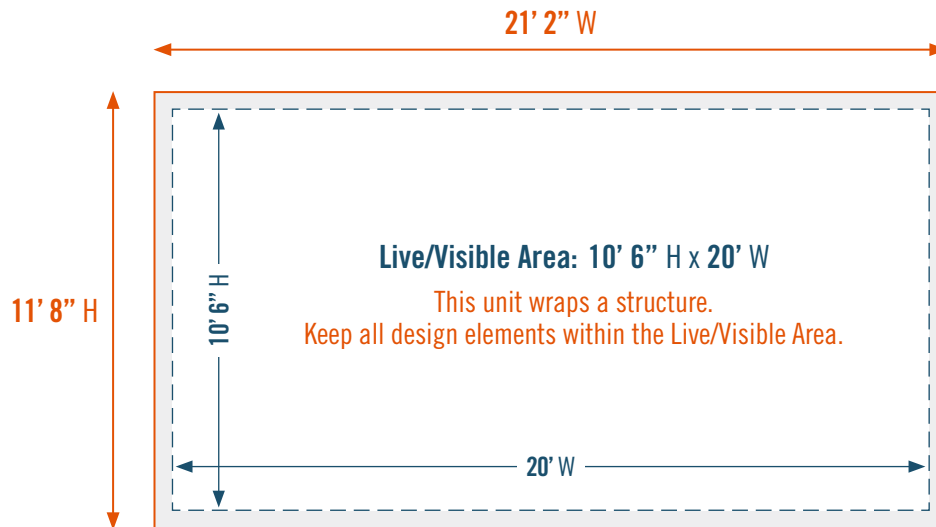 21’ 2” W
11’ 8” H
10’ 6” H
Live/Visible Area: 10’ 6” H x 20’ W
This unit wraps a structure.
Keep all design elements within the Live/Visible Area.
20’ W